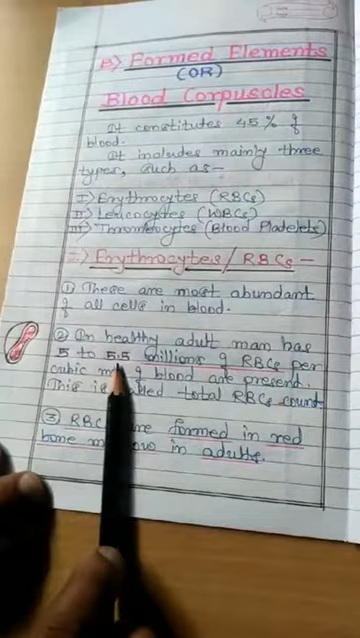 B) Formed Elements
(OR)
Blood Corpuscles
It constitutes 45% of
blood.
It includes mainly three
types, such as—
I) Erythrocytes (RBCs)
II) Leucocytes (WBCs)
III) Thrombocytes (Blood Platelets)
I) Erythrocytes/RBCs—
① These are most abundant
of all cells in blood.
② In healthy adult man has
5 to 5.5 millions of RBCs per
cubic mm of blood are present.
This is called total RBCs count
③ RBCs are formed in red
bone in adults.